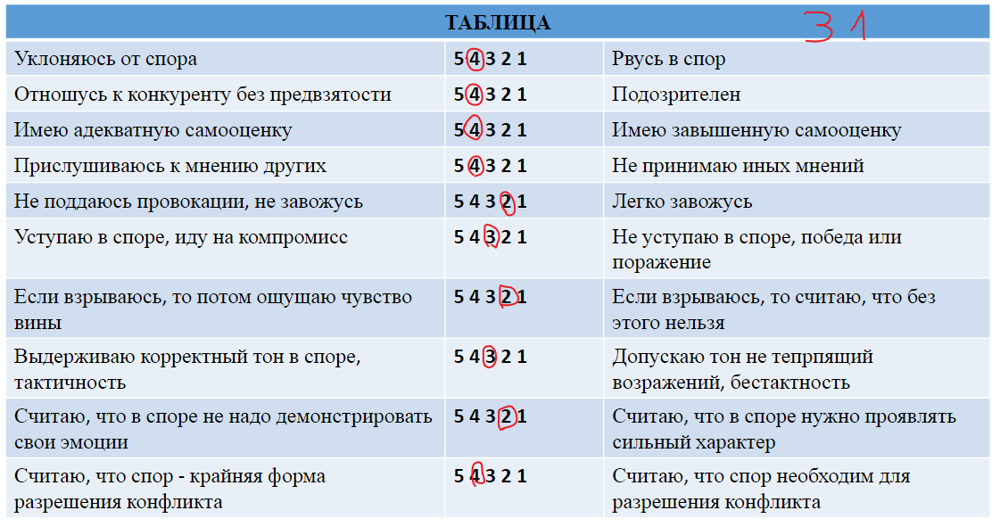 ТАБЛИЦА 31
Уклоняюсь от спора 5 4 3 2 1 Рвусь в спор
Отношусь к конкуренту без предвзятости 5 4 3 2 1 Подозрителен
Имею адекватную самооценку 5 4 3 2 1 Имею завышенную самооценку
Прислушиваюсь к мнению других 5 4 3 2 1 Не принимаю иных мнений
Не поддаюсь провокации, не завожусь 5 4 3 2 1 Легко завожусь
Уступаю в споре, иду на компромисс 5 4 3 2 1 Не уступаю в споре, победа или
поражение
Если взрываюсь, то потом ощущаю чувство
вины
5 4 3 2 1
Если взрываюсь, то считаю, что без
этого нельзя
Выдерживаю корректный тон в споре,
тактичность
5 4 3 2 1
Допускаю тон не тепрпящий
возражений, бестактность
Считаю, что в споре не надо демонстрировать
свои эмоции
5 4 3 2 1
Считаю, что в споре нужно проявлять
сильный характер
Считаю, что спор - крайняя форма
разрешения конфликта
5 4 3 2 1
Считаю, что спор необходим для
разрешения конфликта